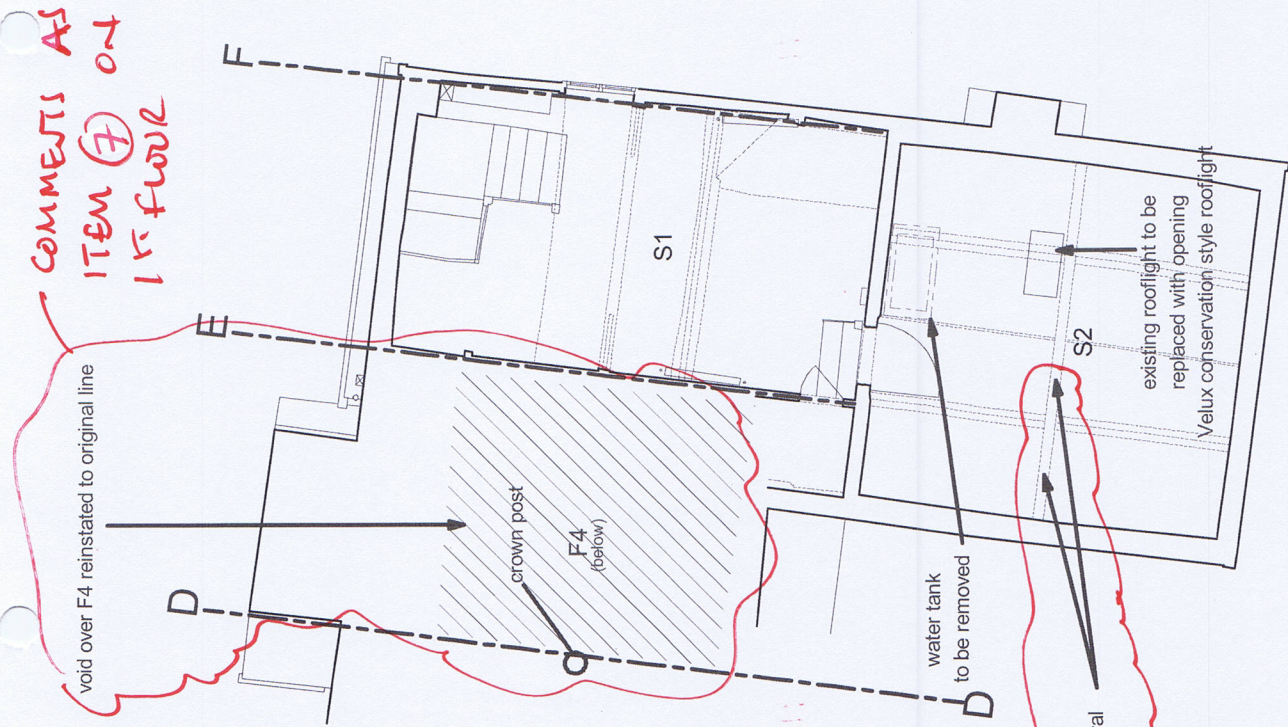 COMMENTS AS
ITEM 7 ON
1ST FLOOR
F
E
void over F4 reinstated to original line
S1
D
crown post
F4
(below)
existing rooflight to be
replaced with opening
Velux conservation style rooflight
S2
water tank
to be removed
D
al